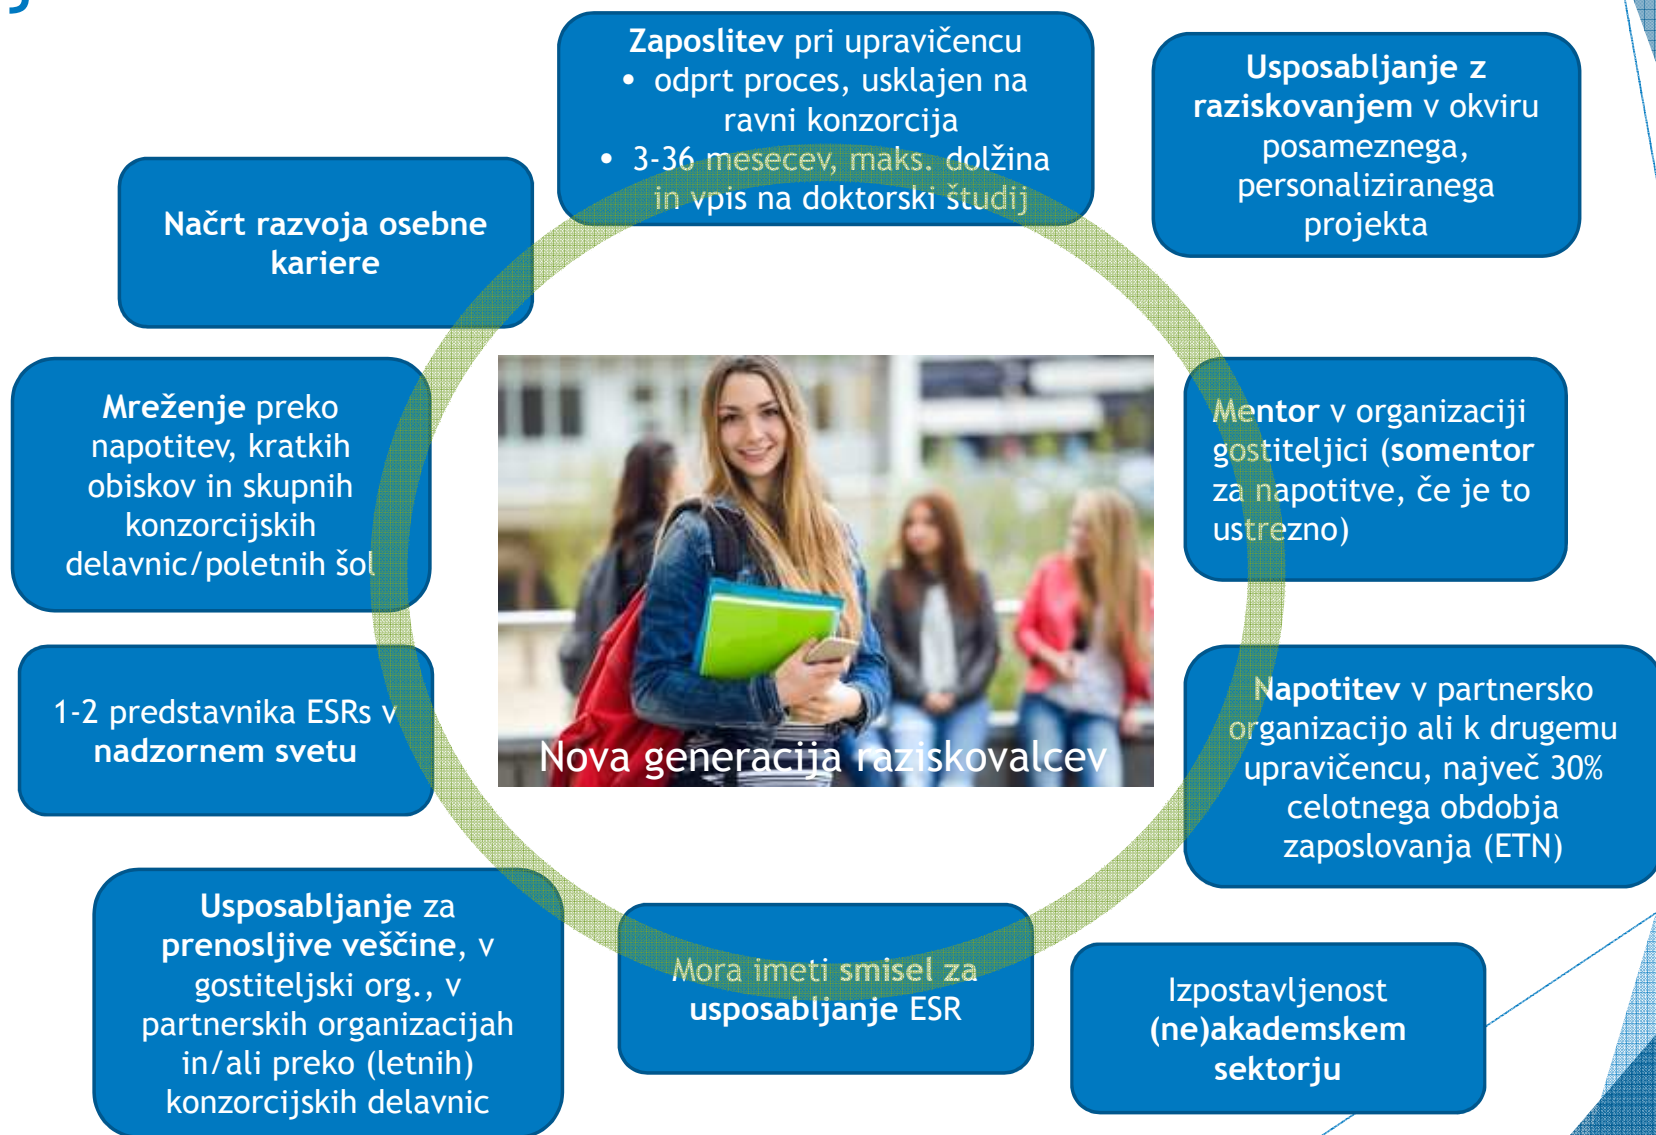 Zaposlitev pri upravičencu
• odprt proces, usklajen na
ravni konzorcija
• 3-36 mesecev, maks. dolžina
in vpis na doktorski študij
Usposabljanje z
raziskovanjem v okviru
posameznega,
personaliziranega
projekta
Načrt razvoja osebne
kariere
Mreženje preko
napotitev, kratkih
obiskov in skupnih
konzorcijskih
delavnic/poletnih šol
Mentor v organizaciji
gostiteljici (somentor
za napotitve, če je to
ustrezno)
1-2 predstavnika ESRs v
nadzornem svetu
Nova generacija raziskovalcev
Napotitev v partnersko
organizacijo ali k drugemu
upravičencu, največ 30%
celotnega obdobja
zaposlovanja (ETN)
Usposabljanje za
prenosljive veščine, v
gostiteljski org., v
partnerskih organizacijah
in/ali preko (letnih)
konzorcijskih delavnic
Mora imeti smisel za
usposabljanje ESR
Izpostavljenost
(ne)akademskem
sektorju